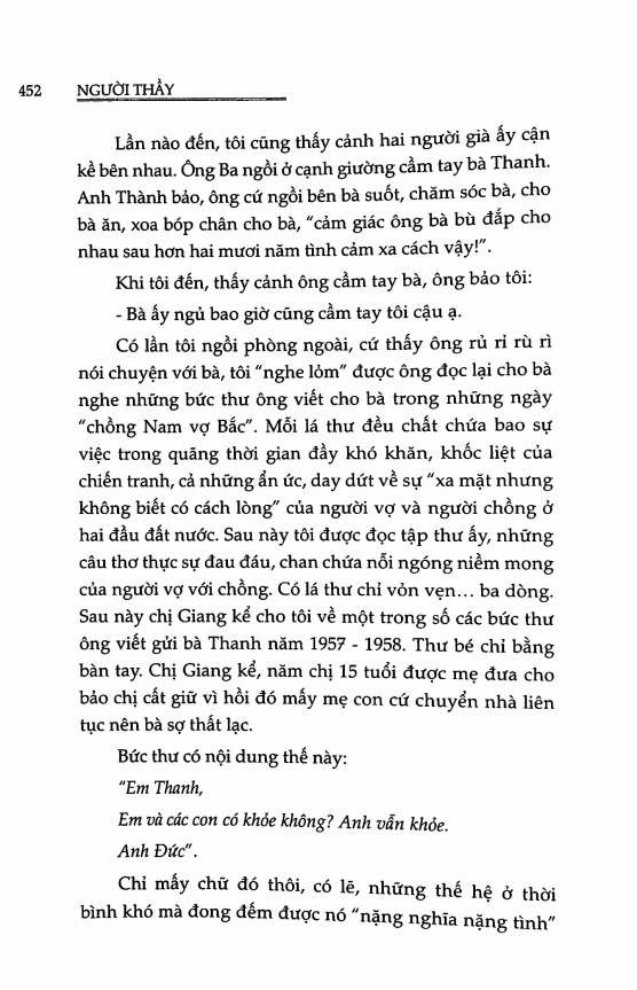 452 NGƯỜI THẦY
Lần nào đến, tôi cũng thấy cảnh hai người già ấy cận
kề bên nhau. Ông Ba ngồi ở cạnh giường cầm tay bà Thanh.
Anh Thành bảo, ông cứ ngồi bên bà suốt, chăm sóc bà, cho
bà ăn, xoa bóp chân cho bà, "cảm giác ông bà bù đắp cho
nhau sau hơn hai mươi năm tình cảm xa cách vậy!".
Khi tôi đến, thấy cảnh ông cầm tay bà, ông bảo tôi:
- Bà ấy ngủ bao giờ cũng cầm tay tôi cậu ạ.
Có lần tôi ngồi phòng ngoài, cứ thấy ông rủ rỉ rù rì
nói chuyện với bà, tôi "nghe lỏm" được ông đọc lại cho bà
nghe những bức thư ông viết cho bà trong những ngày
"chồng Nam vợ Bắc". Mỗi lá thư đều chất chứa bao sự
việc trong quãng thời gian đầy khó khăn, khốc liệt của
chiến tranh, cả những ẩn ức, day dứt về sự "xa mặt nhưng
không biết có cách lòng" của người vợ và người chồng ở
hai đầu đất nước. Sau này tôi được đọc tập thư ấy, những
câu thơ thực sự đau đáu, chan chứa nỗi ngóng niềm mong
của người vợ với chồng. Có lá thư chỉ vỏn vẹn... ba dòng.
Sau này chị Giang kể cho tôi về một trong số các bức thư
ông viết gửi bà Thanh năm 1957 - 1958. Thư bé chỉ bằng
bàn tay. Chị Giang kể, năm chị 15 tuổi được mẹ đưa cho
bảo chị cất giữ vì hồi đó mấy mẹ con cứ chuyển nhà liên
tục nên bà sợ thất lạc.
Bức thư có nội dung thế này:
"Em Thanh,
Em và các con có khỏe không? Anh vẫn khỏe.
Anh Đức".
Chỉ mấy chữ đó thôi, có lẽ, những thế hệ ở thời
bình khó mà đong đếm được nó "nặng nghĩa nặng tình"